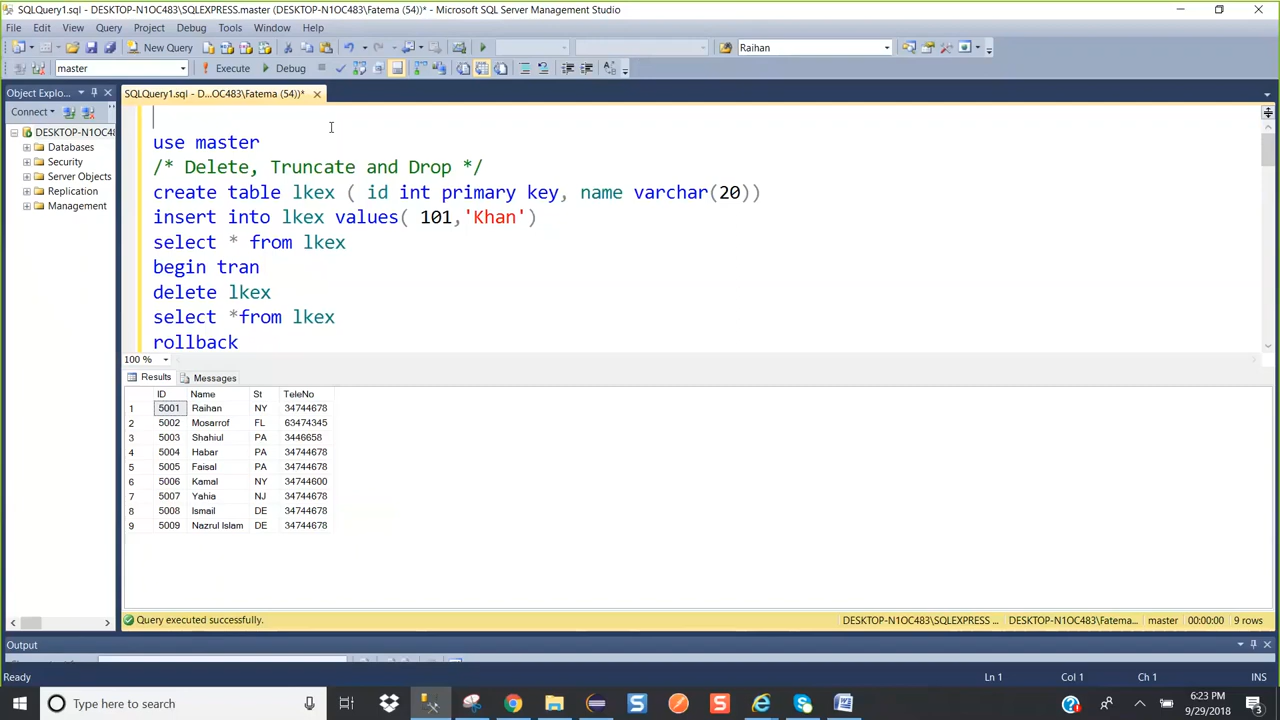 SQLQuery1.sql - DESKTOP-N1OC483\SQLEXPRESS.master (DESKTOP-N1OC483\Fatema (54))* - Microsoft SQL Server Management Studio
File Edit View Query Project Debug Tools Window Help
New Query Raihan
master Execute Debug
Object Explo... SQLQuery1.sql - D...OC483\Fatema (54))*
Connect
DESKTOP-N1OC48
Databases
Security
Server Objects
Replication
Management
use master
/* Delete, Truncate and Drop */
create table lkex ( id int primary key, name varchar(20))
insert into lkex values( 101,'Khan')
select * from lkex
begin tran
delete lkex
select *from lkex
rollback
100 %
Results Messages
ID Name St TeleNo
1 5001 Raihan NY 34744678
2 5002 Mosarrof FL 63474345
3 5003 Shahiul PA 3446658
4 5004 Habar PA 34744678
5 5005 Faisal PA 34744678
6 5006 Kamal NY 34744600
7 5007 Yahia NJ 34744678
8 5008 Ismail DE 34744678
9 5009 Nazrul Islam DE 34744678
Query executed successfully. DESKTOP-N1OC483\SQLEXPRESS ... DESKTOP-N1OC483\Fatema... master 00:00:00 9 rows
Output
Ready Ln 1 Col 1 Ch 1 INS
Type here to search
6:23 PM
9/29/2018
3